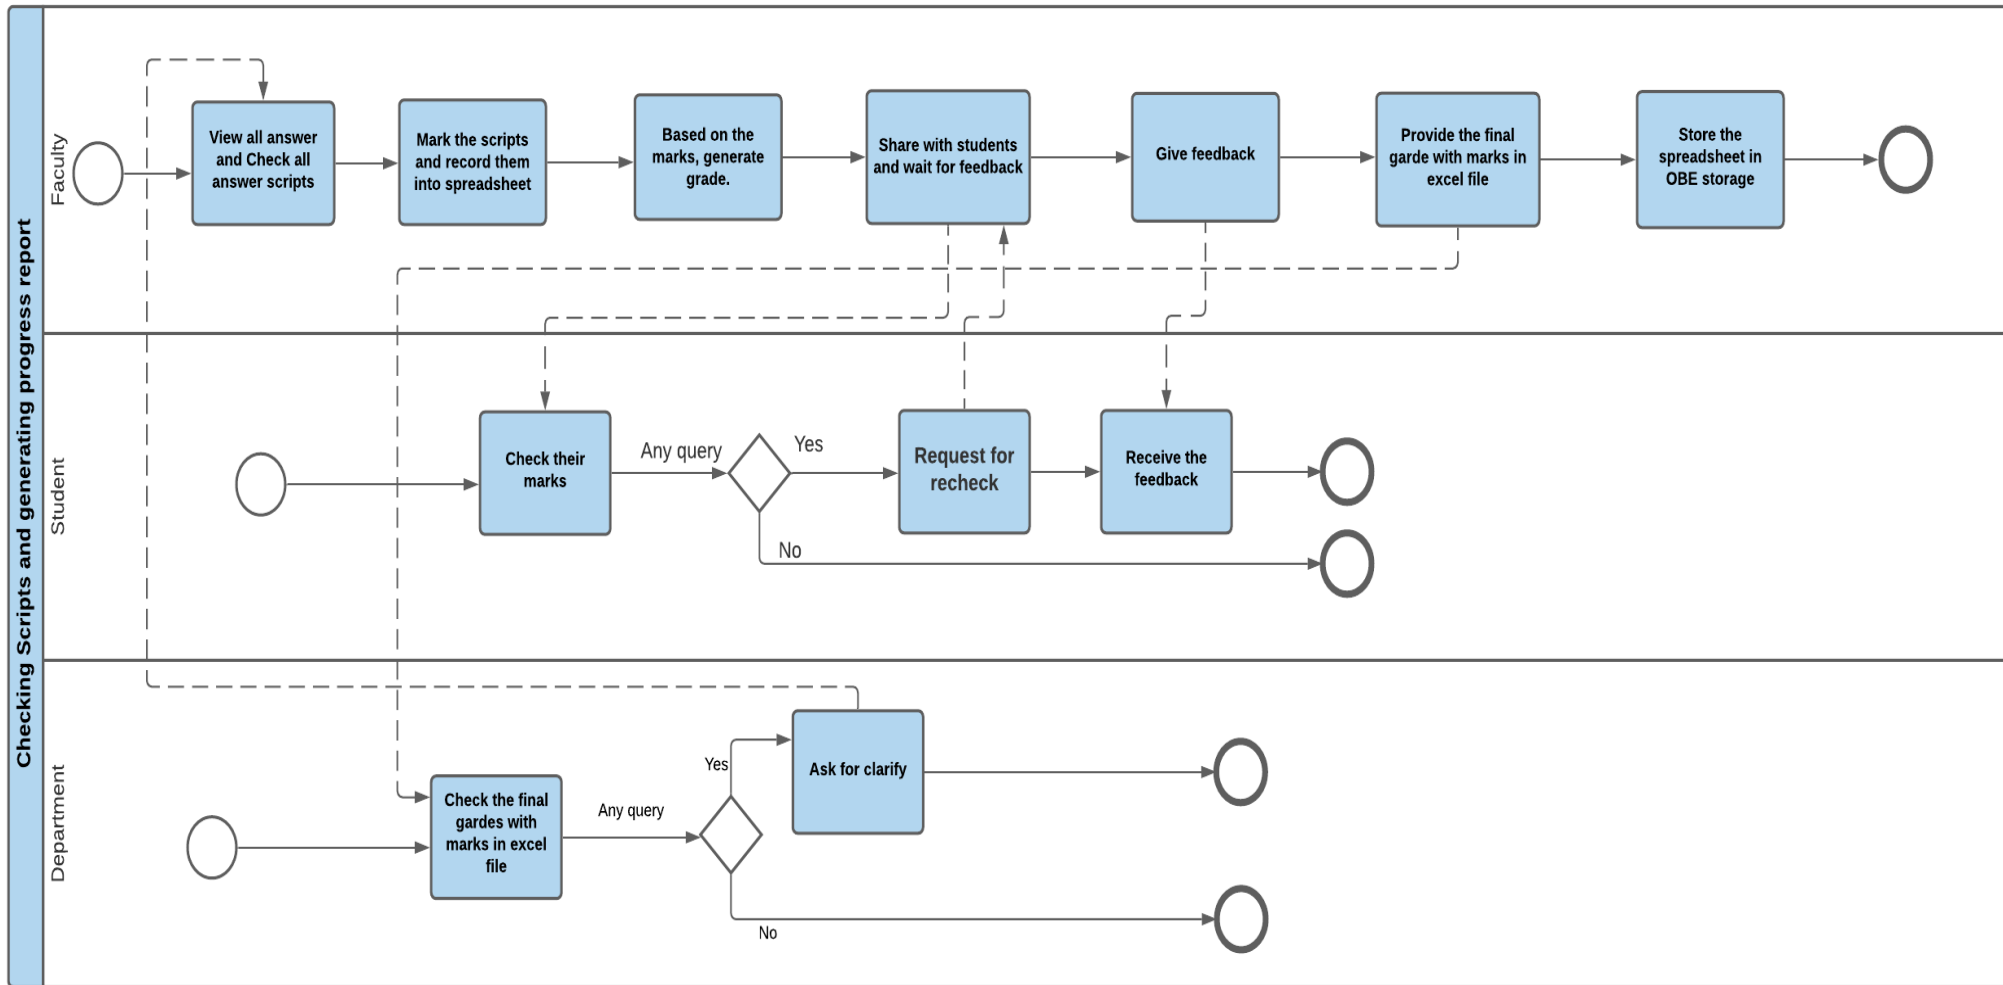 Checking Scripts and generating progress report
Faculty
View all answer
and Check all
answer scripts
Mark the scripts
and record them
into spreadsheet
Based on the
marks, generate
grade.
Share with students
and wait for feedback
Give feedback
Provide the final
garde with marks in
excel file
Store the
spreadsheet in
OBE storage
Student
Check their
marks
Any query
Yes
No
Request for
recheck
Receive the
feedback
Department
Check the final
gardes with
marks in excel
file
Any query
Yes
No
Ask for clarify